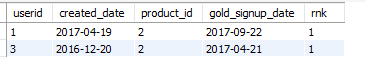 userid created_date product_id gold_signup_date rnk
1 2017-04-19 2 2017-09-22 1
3 2016-12-20 2 2017-04-21 1